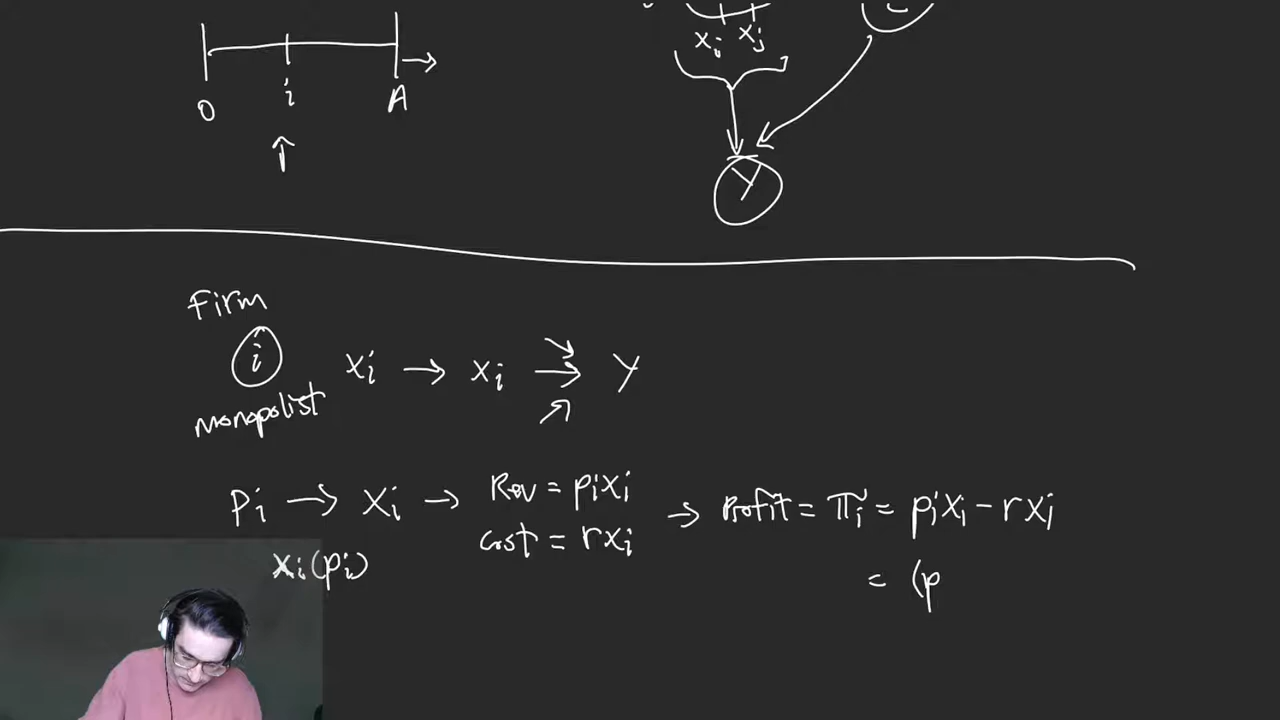 xᵢ xⱼ
0 i A
Y
Firm
i xᵢ → xᵢ → Y
monopolist
pᵢ → xᵢ → Rev = pᵢxᵢ
Cost = rxᵢ
→ Profit = πᵢ = pᵢxᵢ - rxᵢ
xᵢ(pᵢ)
= (p